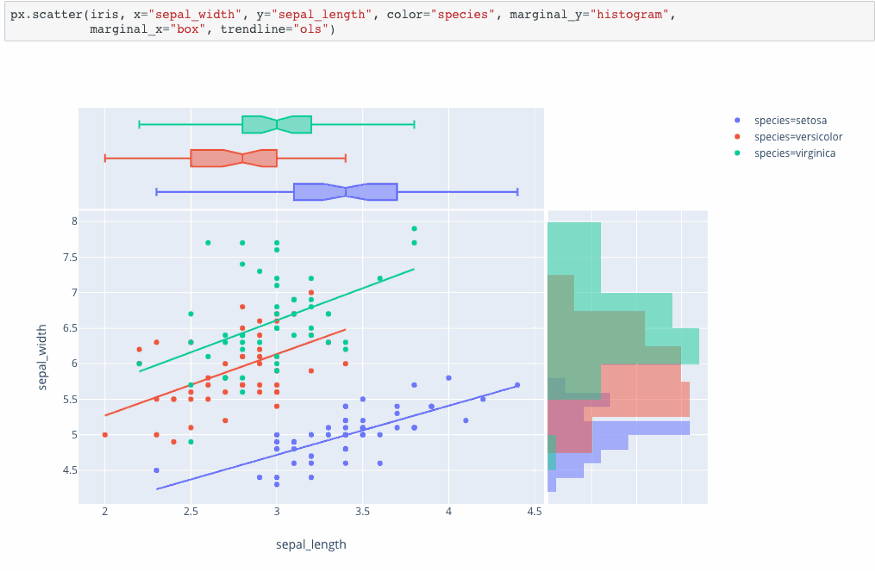 px.scatter(iris, x="sepal_width", y="sepal_length", color="species", marginal_y="histogram",
marginal_x="box", trendline="ols")
species=setosa
species=versicolor
species=virginica
8
7.5
7
6.5
6
5.5
5
4.5
sepal_width
2
2.5
3
3.5
4
4.5
sepal_length